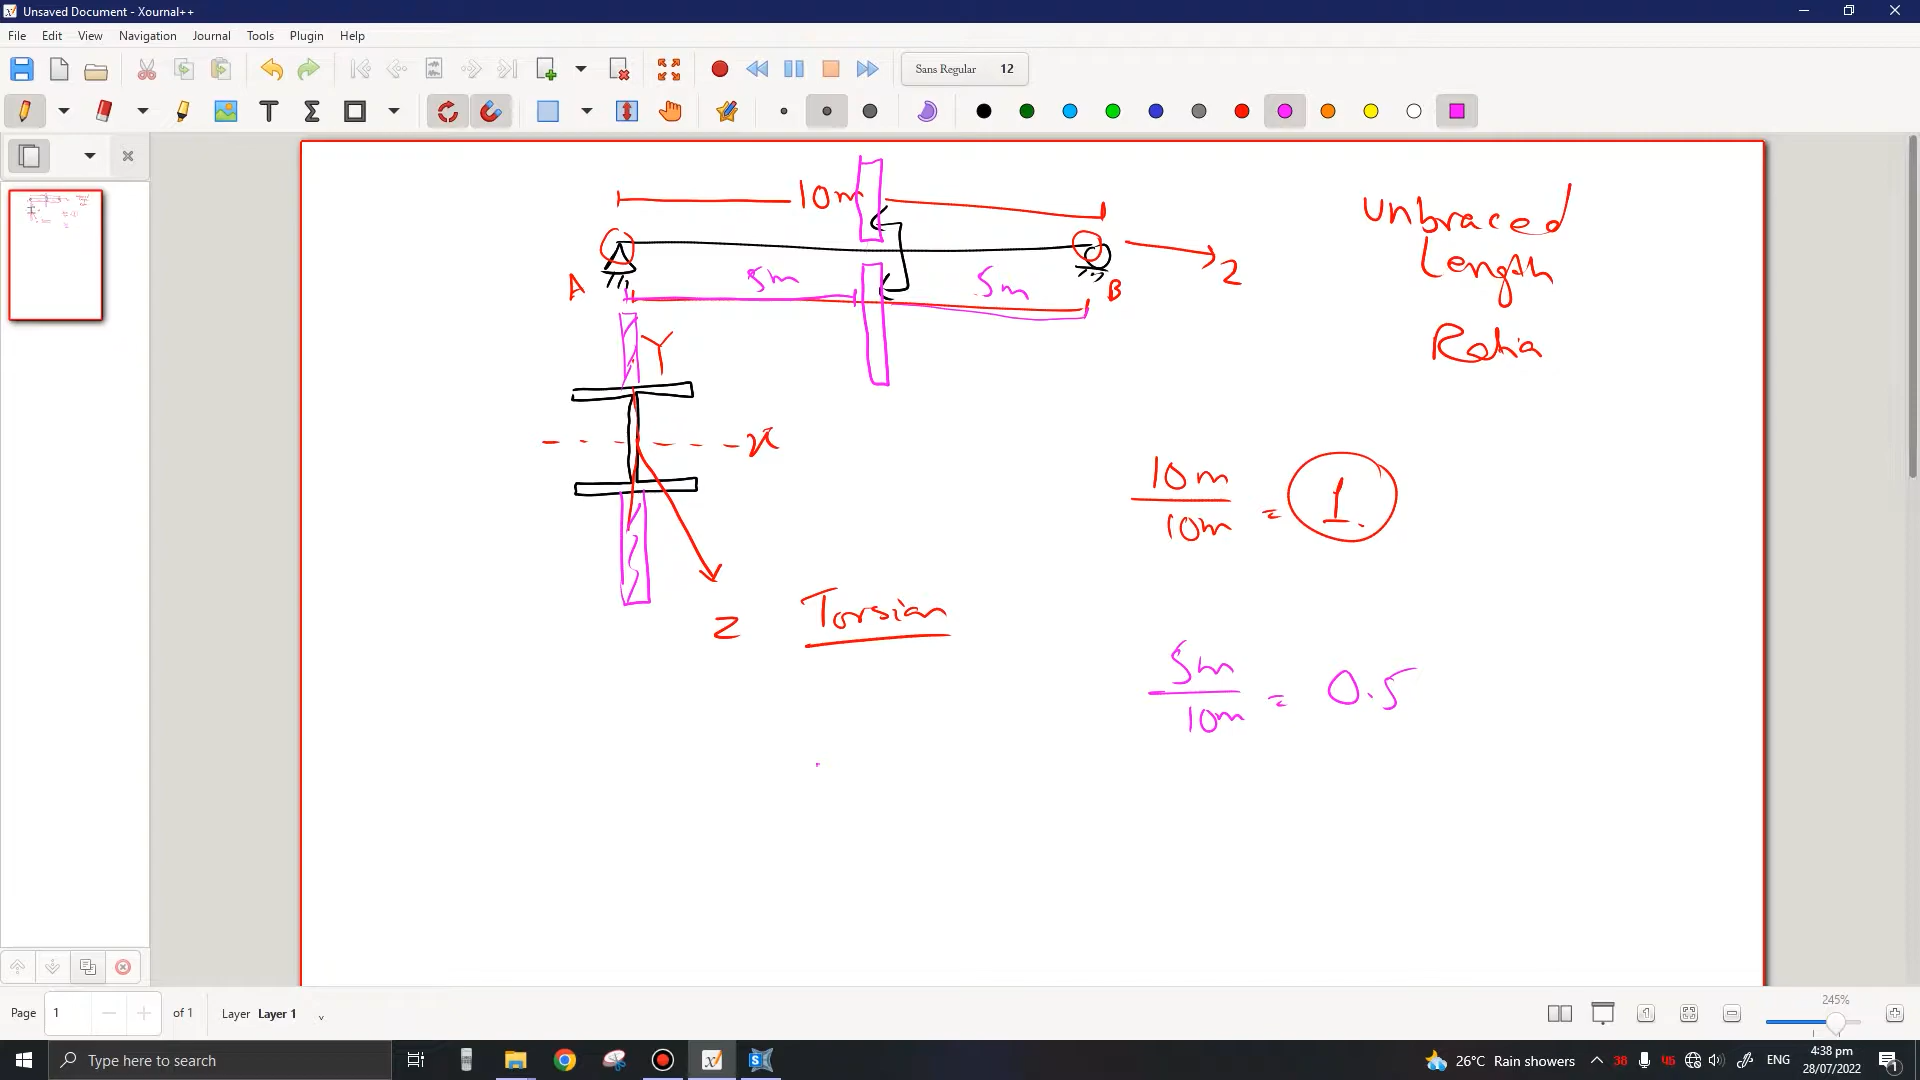 Unsaved Document - Xournal++
File Edit View Navigation Journal Tools Plugin Help
Sans Regular 12
10m
Unbraced
Length
Ratio
A
5m
5m
B
Z
Y
x
Z
Torsion
10m
10m
= 1.
5m
10m
= 0.5
Page 1 of 1 Layer Layer 1
245%
Type here to search
26°C Rain showers
38
ENG
4:38 pm
28/07/2022
1